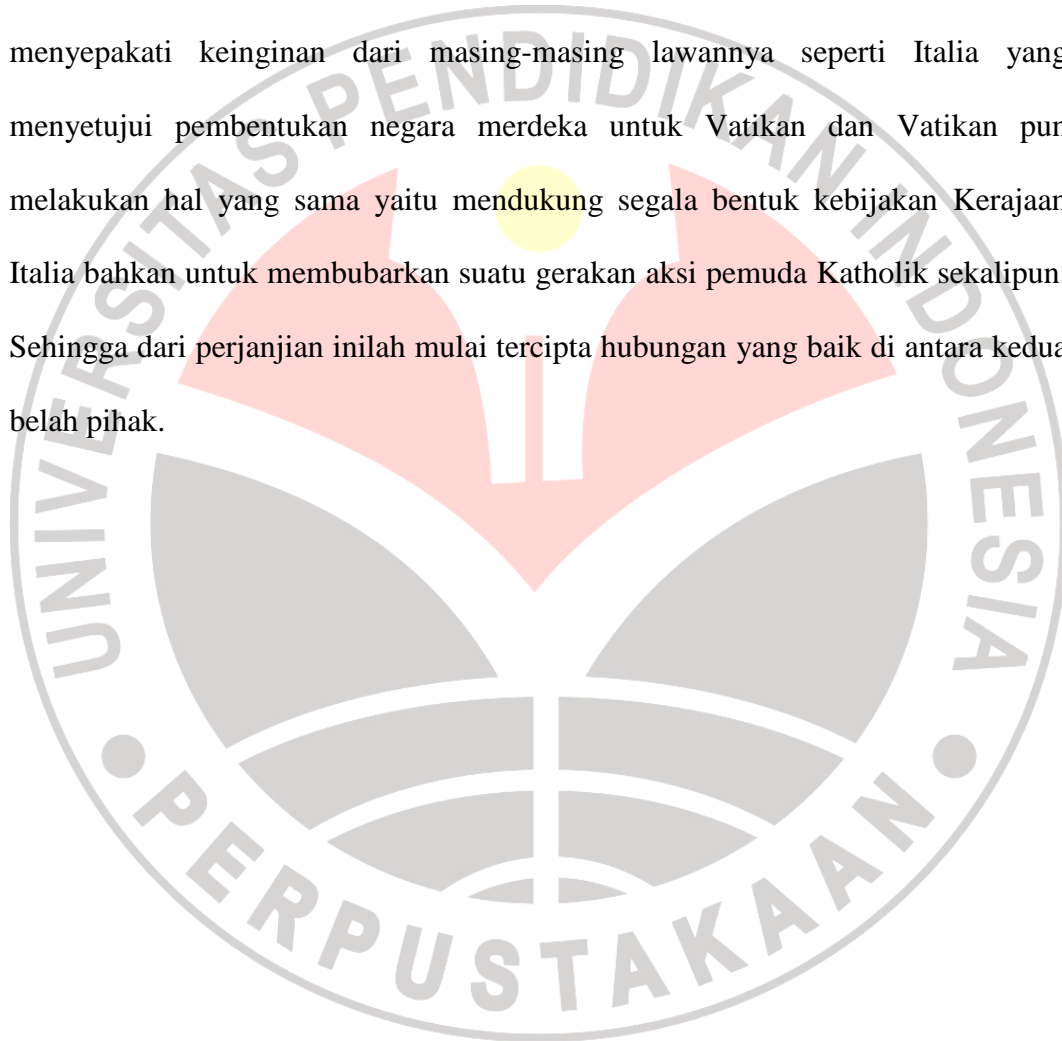 menyepakati keinginan dari masing-masing lawannya seperti Italia yang
menyetujui pembentukan negara merdeka untuk Vatikan dan Vatikan pun
melakukan hal yang sama yaitu mendukung segala bentuk kebijakan Kerajaan
Italia bahkan untuk membubarkan suatu gerakan aksi pemuda Katholik sekalipun.
Sehingga dari perjanjian inilah mulai tercipta hubungan yang baik di antara kedua
belah pihak.
UNIVERSITAS PENDIDIKAN INDONESIA
PERPUSTAKAAN